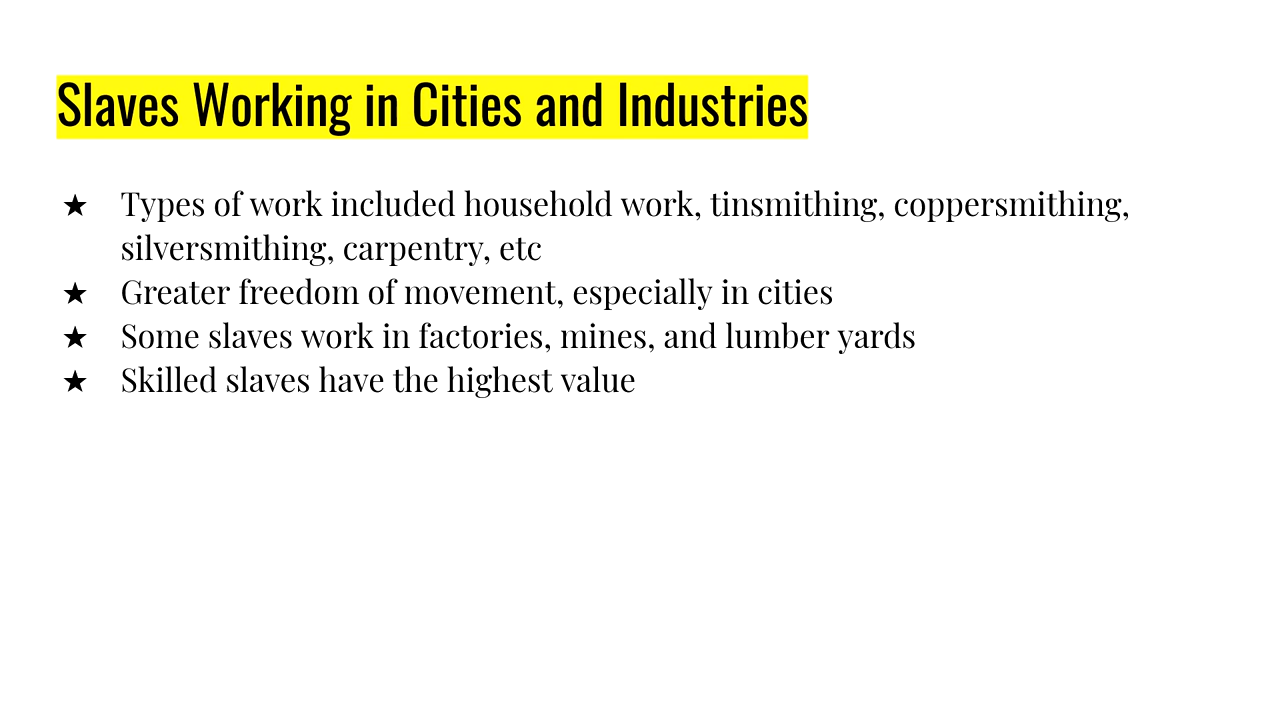 Slaves Working in Cities and Industries
★ Types of work included household work, tinsmithing, coppersmithing,
silversmithing, carpentry, etc
★ Greater freedom of movement, especially in cities
★ Some slaves work in factories, mines, and lumber yards
★ Skilled slaves have the highest value